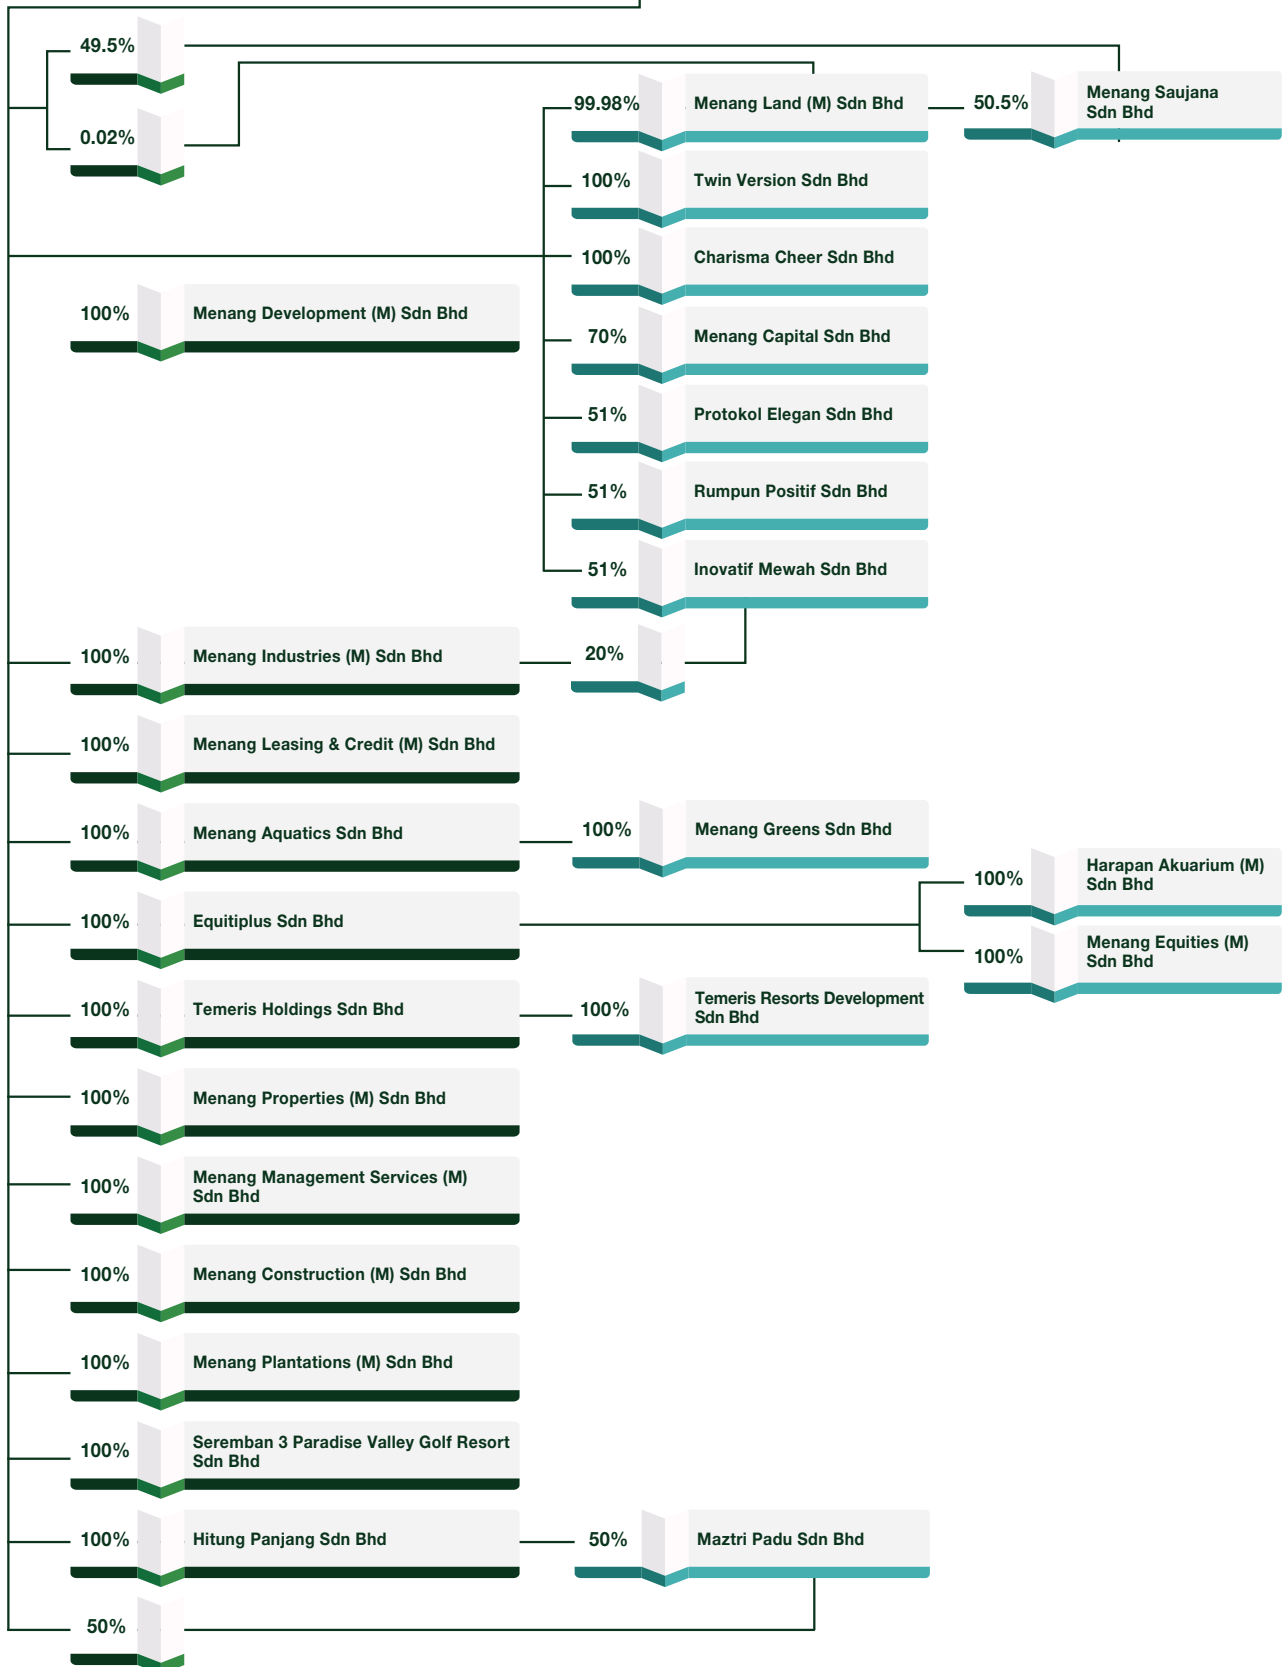 49.5%
0.02%
99.98%
Menang Land (M) Sdn Bhd
50.5%
Menang Saujana
Sdn Bhd
100%
Twin Version Sdn Bhd
100%
Charisma Cheer Sdn Bhd
100%
Menang Development (M) Sdn Bhd
70%
Menang Capital Sdn Bhd
51%
Protokol Elegan Sdn Bhd
51%
Rumpun Positif Sdn Bhd
51%
Inovatif Mewah Sdn Bhd
100%
Menang Industries (M) Sdn Bhd
20%
100%
Menang Leasing & Credit (M) Sdn Bhd
100%
Menang Aquatics Sdn Bhd
100%
Menang Greens Sdn Bhd
100%
Harapan Akuarium (M)
Sdn Bhd
100%
Equitiplus Sdn Bhd
100%
Menang Equities (M)
Sdn Bhd
100%
Temeris Holdings Sdn Bhd
100%
Temeris Resorts Development
Sdn Bhd
100%
Menang Properties (M) Sdn Bhd
100%
Menang Management Services (M)
Sdn Bhd
100%
Menang Construction (M) Sdn Bhd
100%
Menang Plantations (M) Sdn Bhd
100%
Seremban 3 Paradise Valley Golf Resort
Sdn Bhd
100%
Hitung Panjang Sdn Bhd
50%
Maztri Padu Sdn Bhd
50%